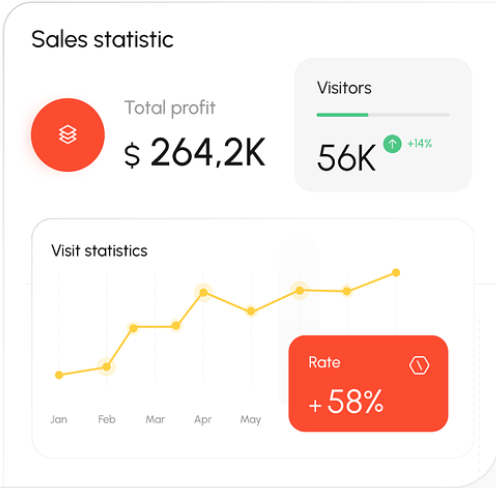 Sales statistic
Total profit
$ 264,2K
Visitors
56K +14%
Visit statistics
Rate
+ 58%
Jan Feb Mar Apr May